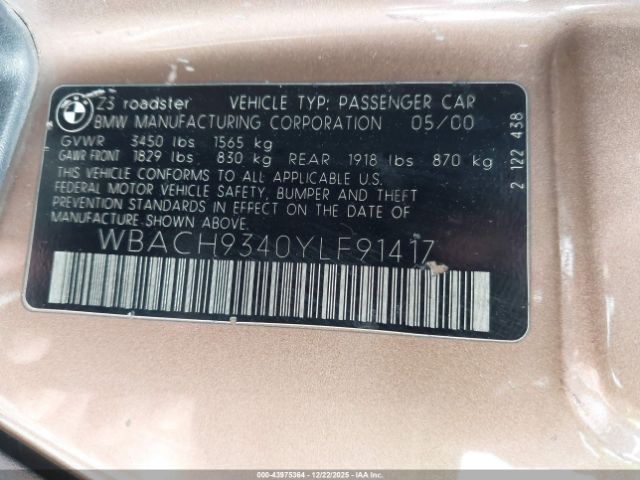 BMW Z3 roadster VEHICLE TYP: PASSENGER CAR
BMW MANUFACTURING CORPORATION 05/00
GVWR 3450 lbs 1565 kg
GAWR FRONT 1829 lbs 830 kg REAR 1918 lbs 870 kg
THIS VEHICLE CONFORMS TO ALL APPLICABLE U.S.
FEDERAL MOTOR VEHICLE SAFETY, BUMPER AND THEFT
PREVENTION STANDARDS IN EFFECT ON THE DATE OF
MANUFACTURE SHOWN ABOVE.
WBACH9340YLF91417
2 122 438
000-43975364 | 12/22/2025 | IAAI.COM